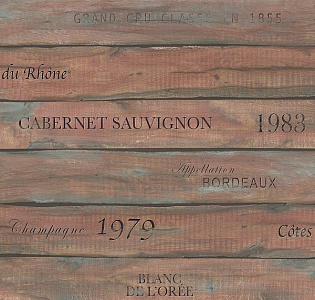 GRAND CRU CLASSÉ EN 1855
du Rhône
CABERNET SAUVIGNON 1983
Appellation
BORDEAUX
Champagne 1979 Côtes
BLANC
DE L'ORÉE